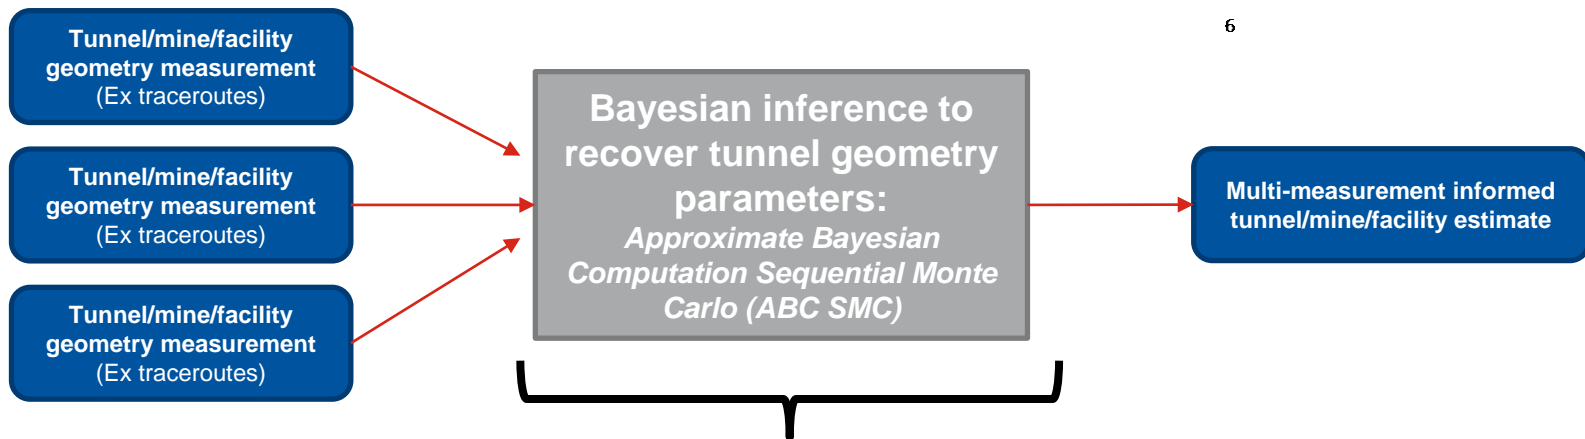 6
Tunnel/mine/facility
geometry measurement
(Ex traceroutes)
Tunnel/mine/facility
geometry measurement
(Ex traceroutes)
Tunnel/mine/facility
geometry measurement
(Ex traceroutes)
Bayesian inference to
recover tunnel geometry
parameters:
Approximate Bayesian
Computation Sequential Monte
Carlo (ABC SMC)
Multi-measurement informed
tunnel/mine/facility estimate